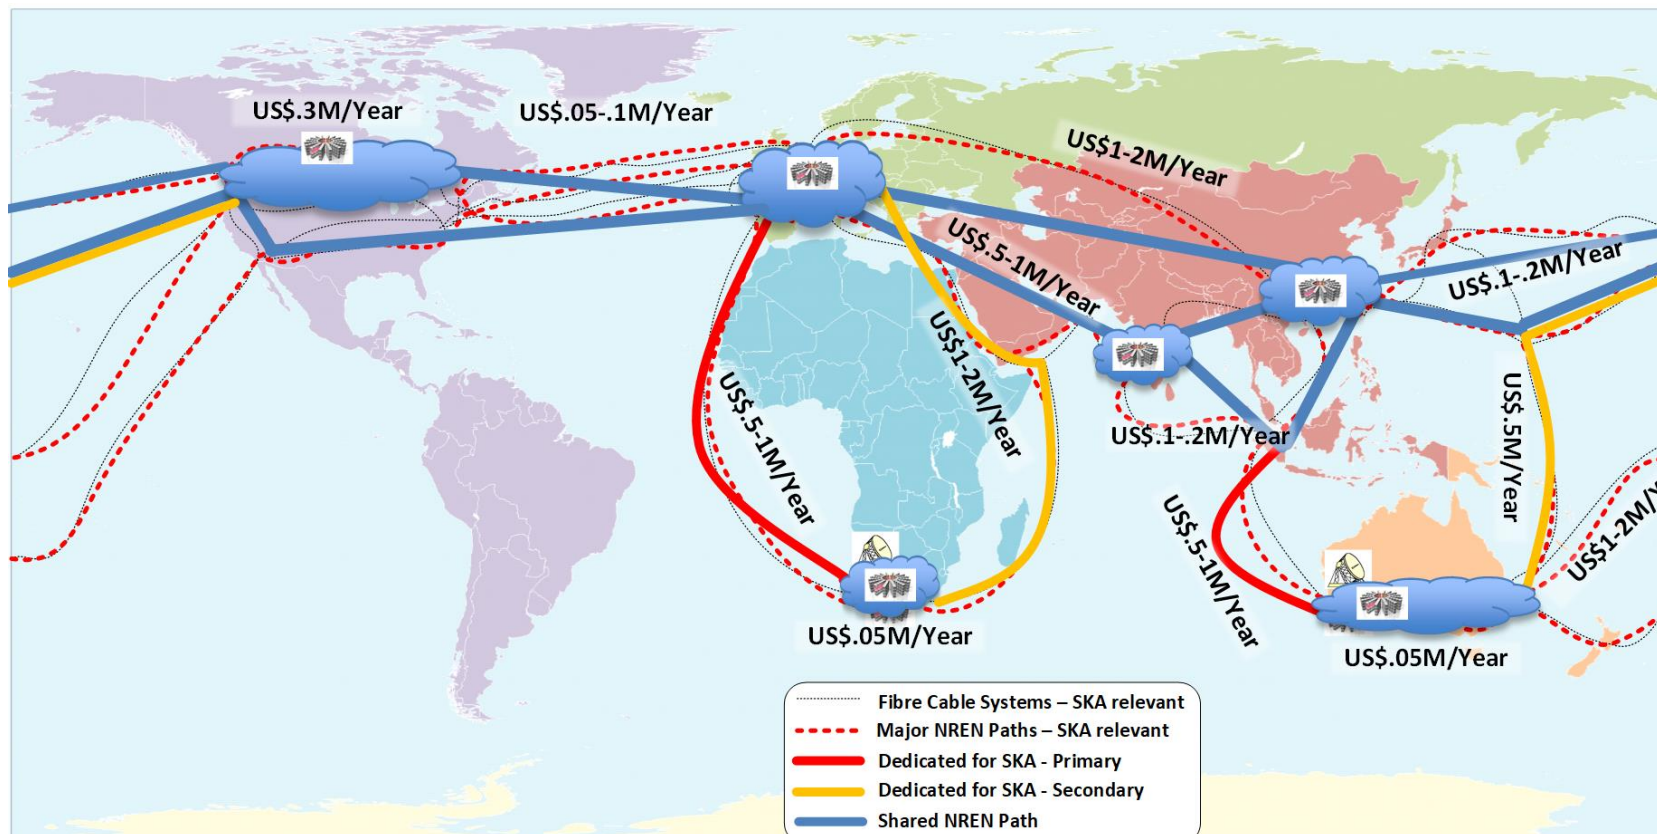 US$.3M/Year
US$.05-.1M/Year
US$1-2M/Year
US$.5-1M/Year
US$.1-.2M/Year
US$1-2M/Year
US$.5-1M/Year
US$.1-.2M/Year
US$.5M/Year
US$.5-1M/Year
US$1-2M/Y
US$.05M/Year
US$.05M/Year
Fibre Cable Systems – SKA relevant
Major NREN Paths – SKA relevant
Dedicated for SKA - Primary
Dedicated for SKA - Secondary
Shared NREN Path